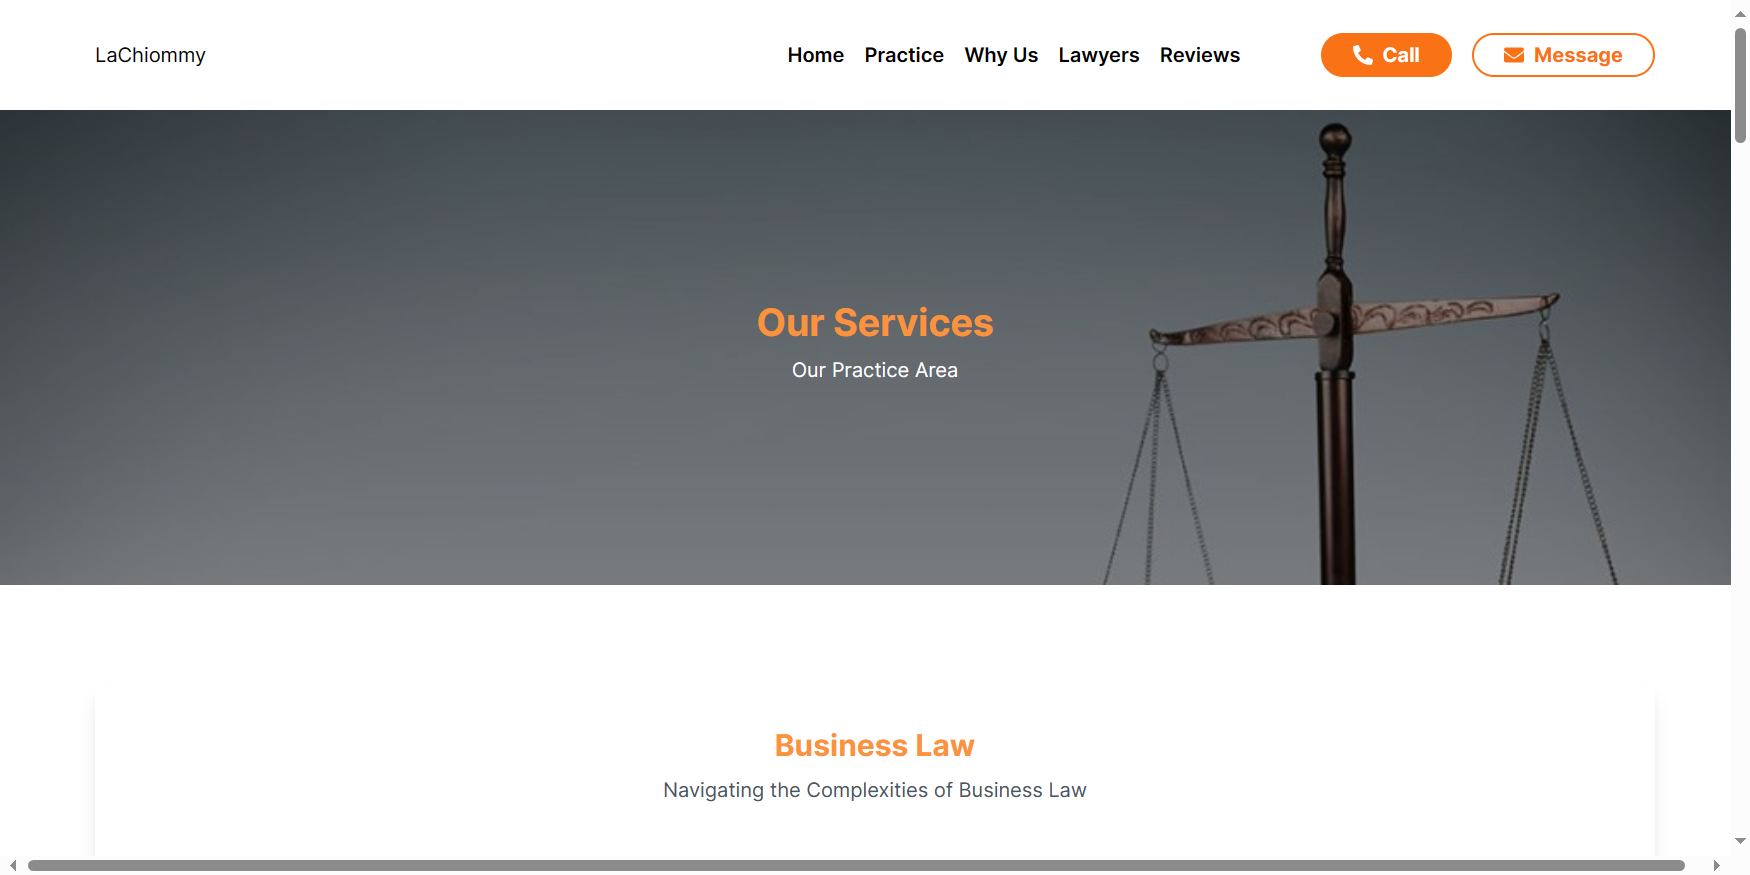 LaChiommy
Home Practice Why Us Lawyers Reviews Call Message
Our Services
Our Practice Area
Business Law
Navigating the Complexities of Business Law